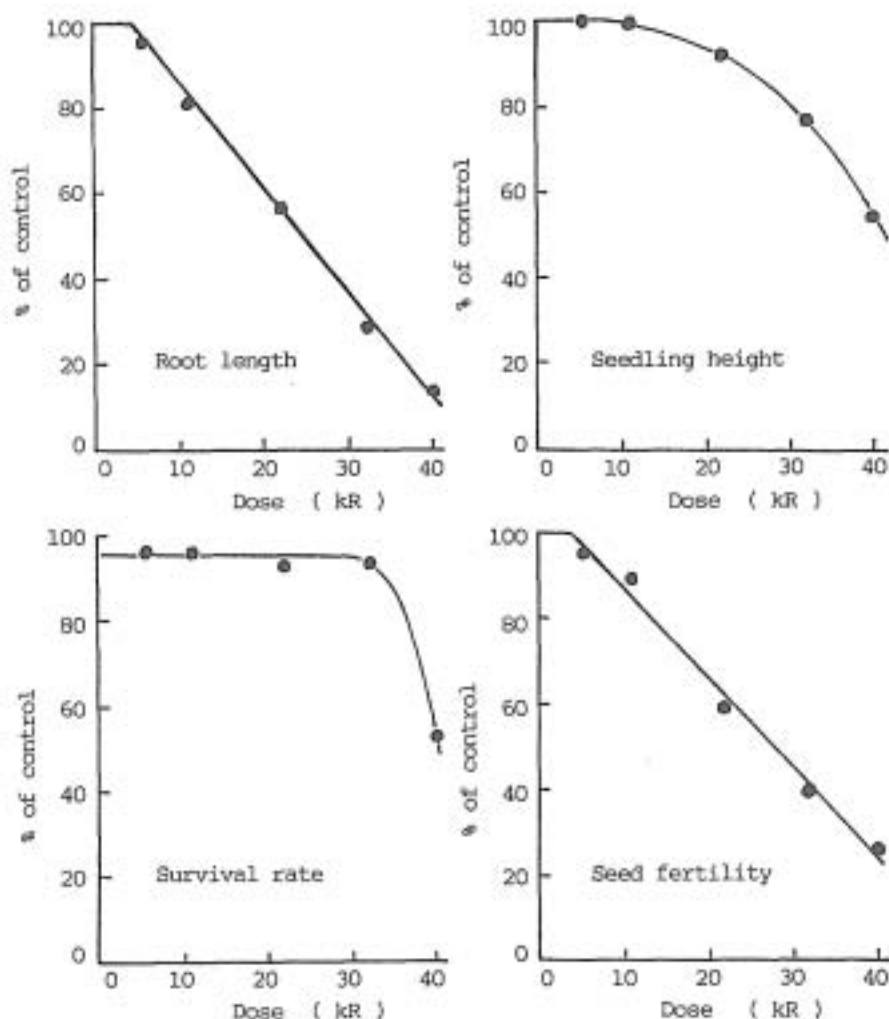 100
80
60
40
20
0
% of control
Root length
0 10 20 30 40
Dose ( kR )
100
80
60
40
20
0
% of control
Seedling height
0 10 20 30 40
Dose ( kR )
100
80
60
40
20
0
% of control
Survival rate
0 10 20 30 40
Dose ( kR )
100
80
60
40
20
0
% of control
Seed fertility
0 10 20 30 40
Dose ( kR )